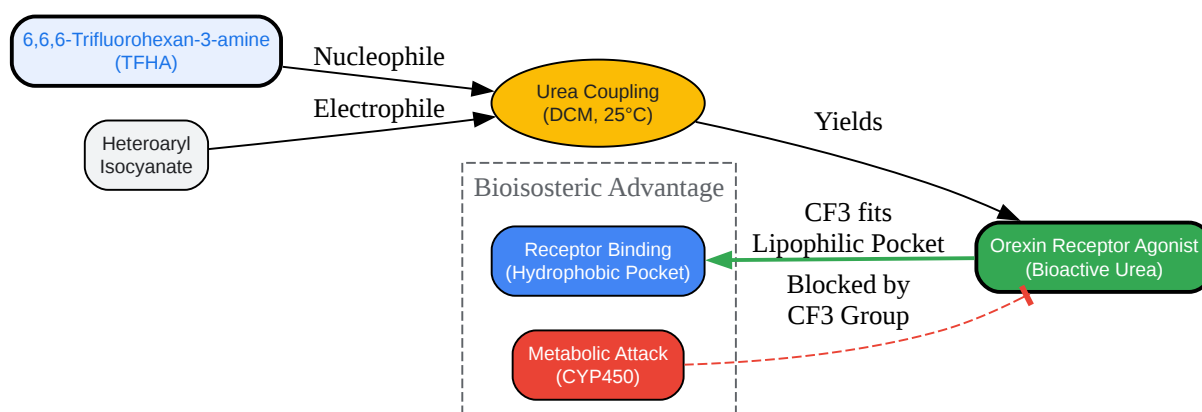 6,6,6-Trifluorohexan-3-amine
(TFHA)
Nucleophile
Electrophile
Heteroaryl
Isocyanate
Urea Coupling
(DCM, 25°C)
Yields
Bioisosteric Advantage
Receptor Binding
(Hydrophobic Pocket)
CF3 fits
Lipophilic Pocket
Orexin Receptor Agonist
(Bioactive Urea)
Blocked by
CF3 Group
Metabolic Attack
(CYP450)